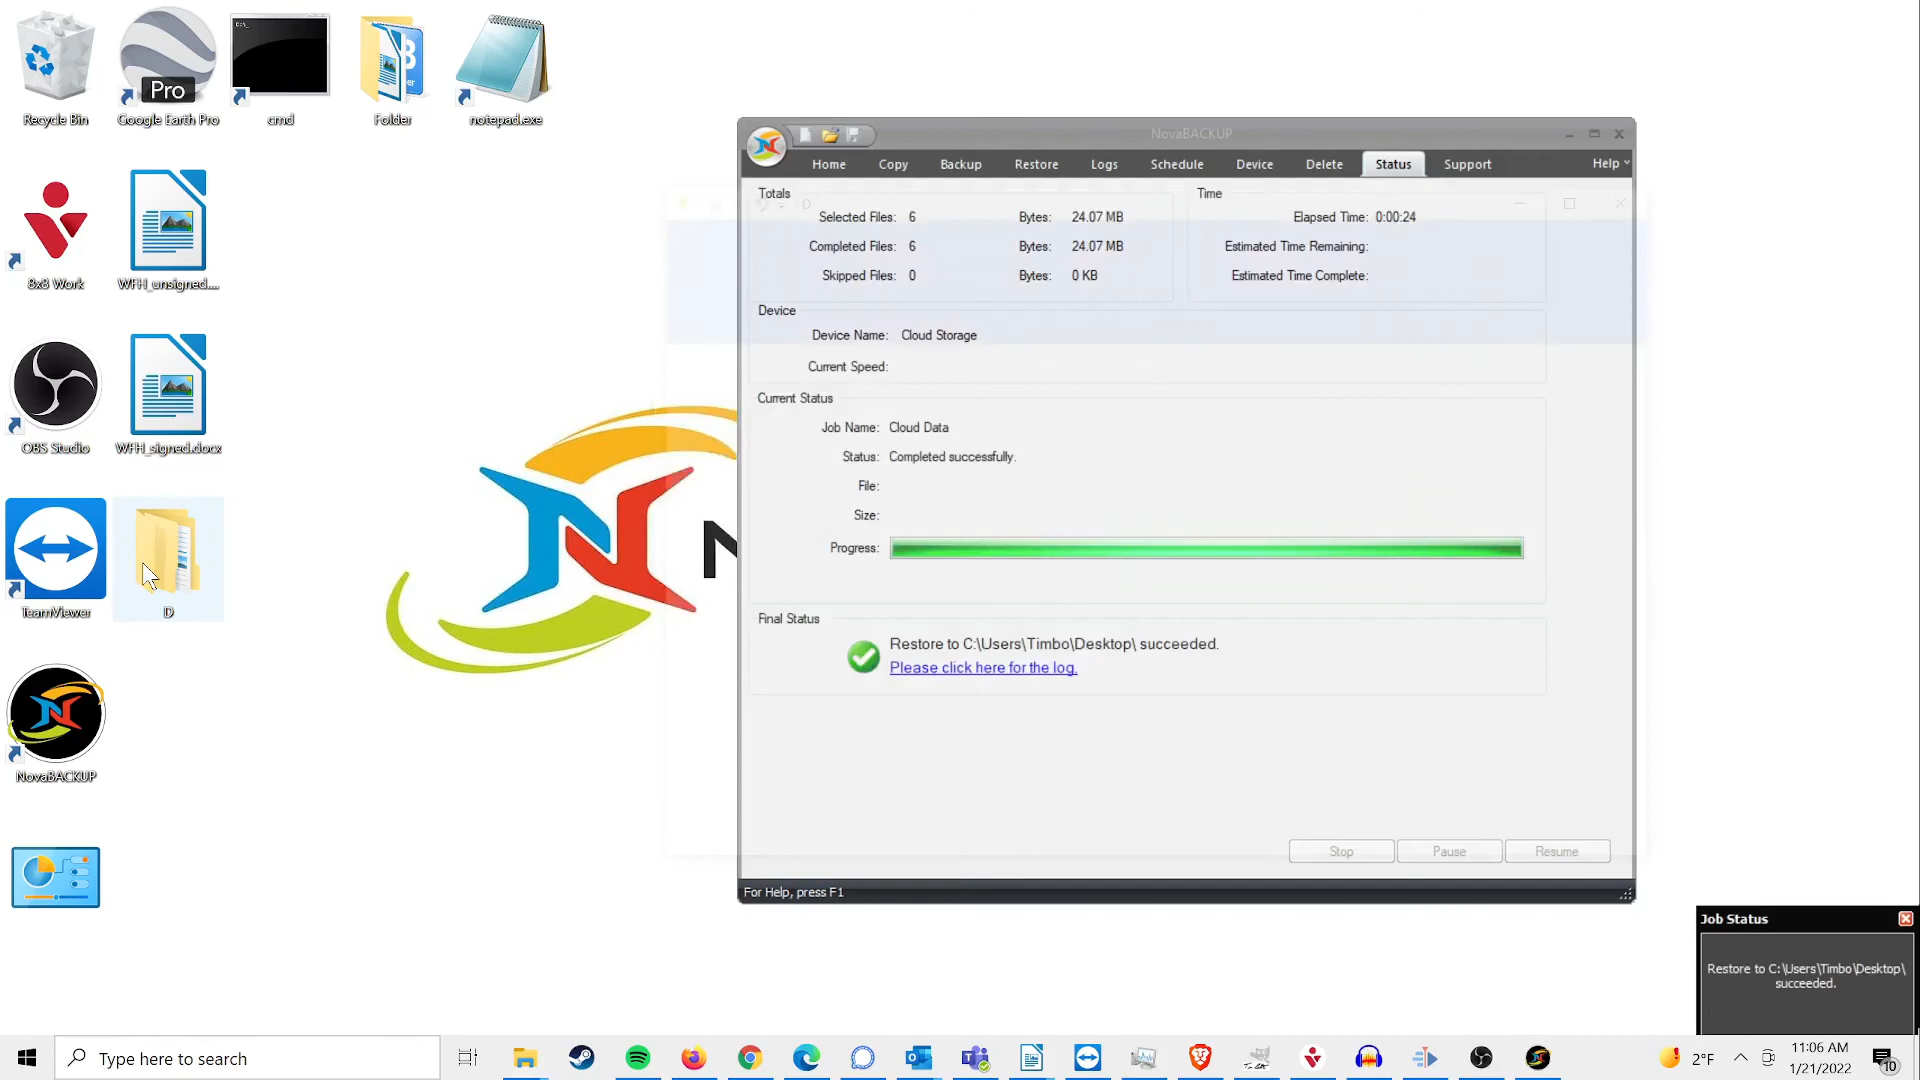 Recycle Bin
Pro
Google Earth Pro
cmd
Folder
notepad.exe
8x8 Work
WFH_unsigned....
OBS Studio
WFH_signed.docx
TeamViewer
D
NovaBACKUP
N
NovaBACKUP
Home Copy Backup Restore Logs Schedule Device Delete Status Support Help
D
Totals
Selected Files: 6 Bytes: 24.07 MB
Completed Files: 6 Bytes: 24.07 MB
Skipped Files: 0 Bytes: 0 KB
Time
Elapsed Time: 0:00:24
Estimated Time Remaining:
Estimated Time Complete:
Device
Device Name: Cloud Storage
Current Speed:
Current Status
Job Name: Cloud Data
Status: Completed successfully.
File:
Size:
Progress:
Final Status
Restore to C:\Users\Timbo\Desktop\ succeeded.
Please click here for the log.
Stop Pause Resume
For Help, press F1
Job Status
Restore to C:\Users\Timbo\Desktop\
succeeded.
Type here to search
2°F
11:06 AM
1/21/2022
10